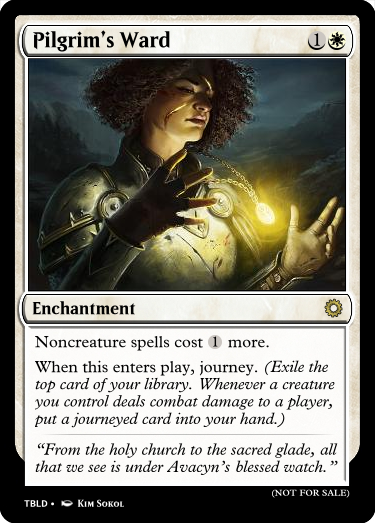 Pilgrim's Ward 1
Enchantment
Noncreature spells cost 1 more.
When this enters play, journey. (Exile the
top card of your library. Whenever a creature
you control deals combat damage to a player,
put a journeyed card into your hand.)
“From the holy church to the sacred glade, all
that we see is under Avacyn's blessed watch.”
(NOT FOR SALE)
TBLD • Kim Sokol